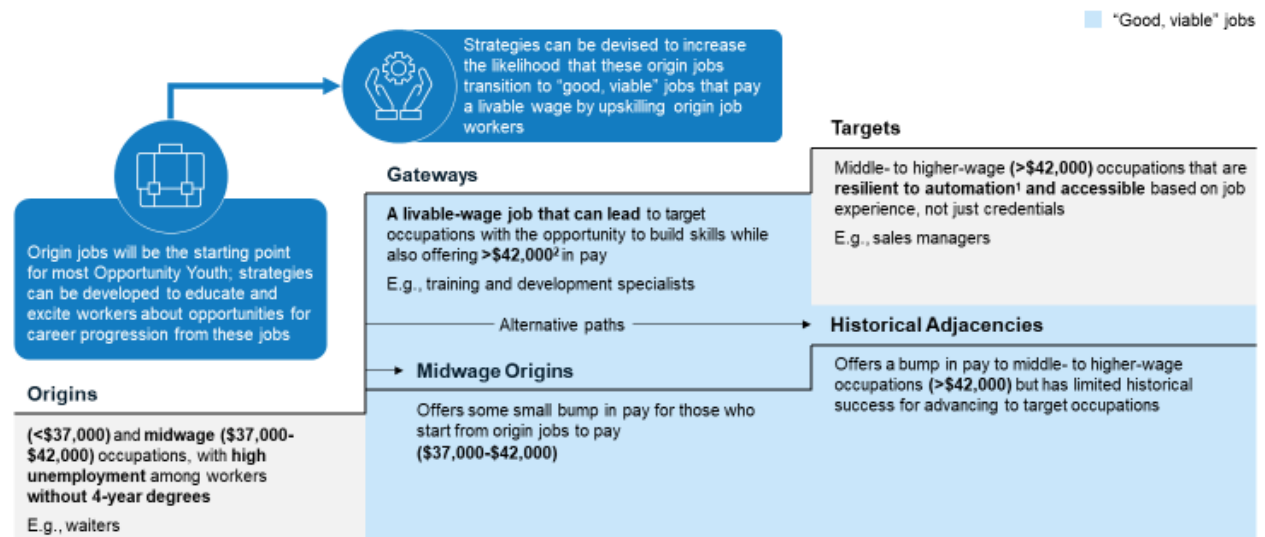 "Good, viable" jobs
Strategies can be devised to increase
the likelihood that these origin jobs
transition to "good, viable" jobs that pay
a livable wage by upskilling origin job
workers
Origin jobs will be the starting point
for most Opportunity Youth; strategies
can be developed to educate and
excite workers about opportunities for
career progression from these jobs
Origins
(<$37,000) and midwage ($37,000-
$42,000) occupations, with high
unemployment among workers
without 4-year degrees
E.g., waiters
Gateways
A livable-wage job that can lead to target
occupations with the opportunity to build skills while
also offering >$42,000² in pay
E.g., training and development specialists
Alternative paths
Midwage Origins
Offers some small bump in pay for those who
start from origin jobs to pay
($37,000-$42,000)
Targets
Middle- to higher-wage (>$42,000) occupations that are
resilient to automation¹ and accessible based on job
experience, not just credentials
E.g., sales managers
Historical Adjacencies
Offers a bump in pay to middle- to higher-wage
occupations (>$42,000) but has limited historical
success for advancing to target occupations